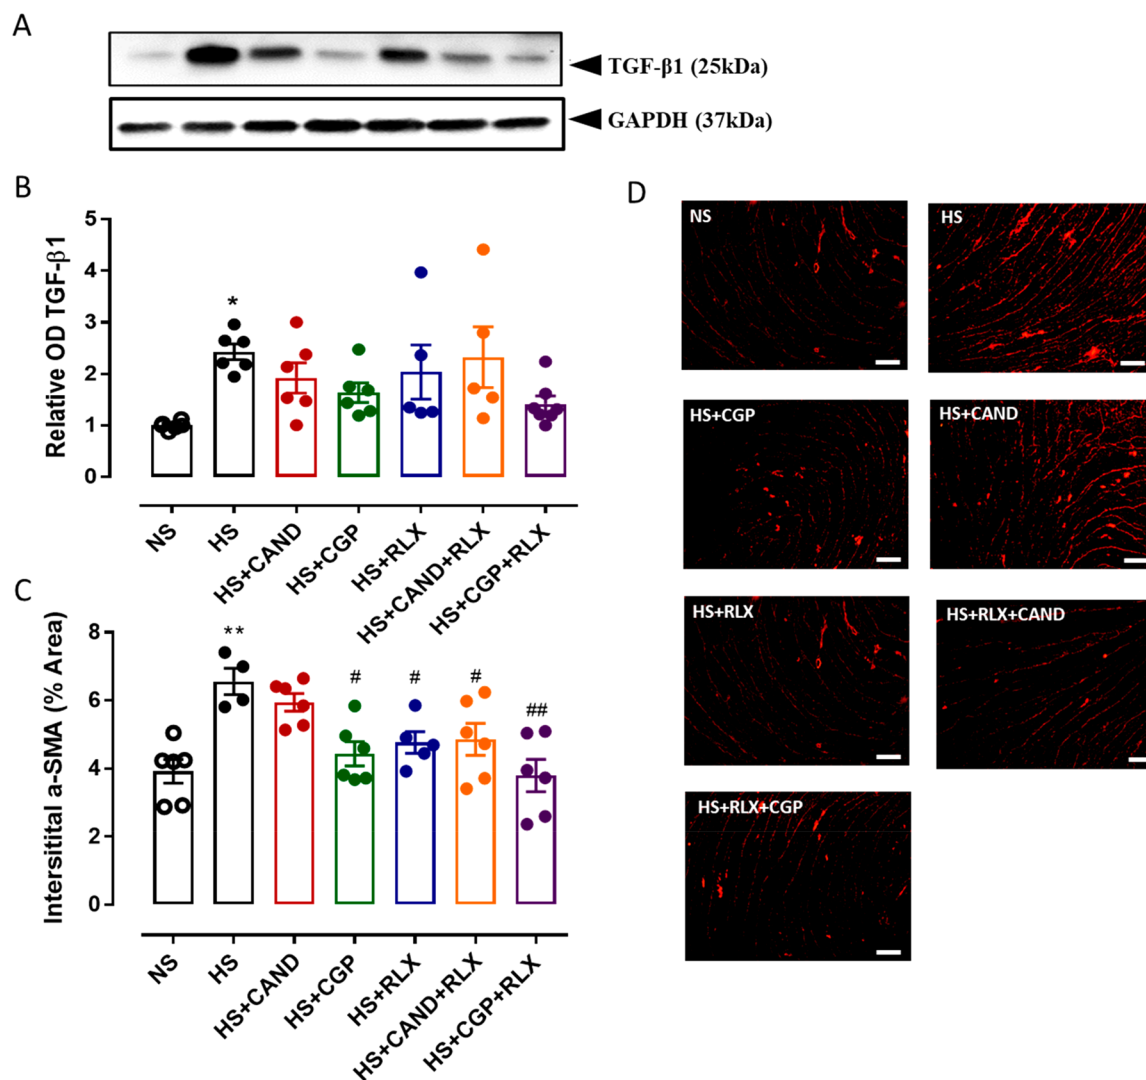 A
TGF-β1 (25kDa)
GAPDH (37kDa)
B
Relative OD TGF-β1
5
4
3
2
1
0
*
NS
HS
HS+CAND
HS+CGP
HS+RLX
HS+CAND+RLX
HS+CGP+RLX
C
Intersitital a-SMA (% Area)
8
6
4
2
0
**
#
#
#
##
NS
HS
HS+CAND
HS+CGP
HS+RLX
HS+CAND+RLX
HS+CGP+RLX
D
NS
HS
HS+CGP
HS+CAND
HS+RLX
HS+RLX+CAND
HS+RLX+CGP